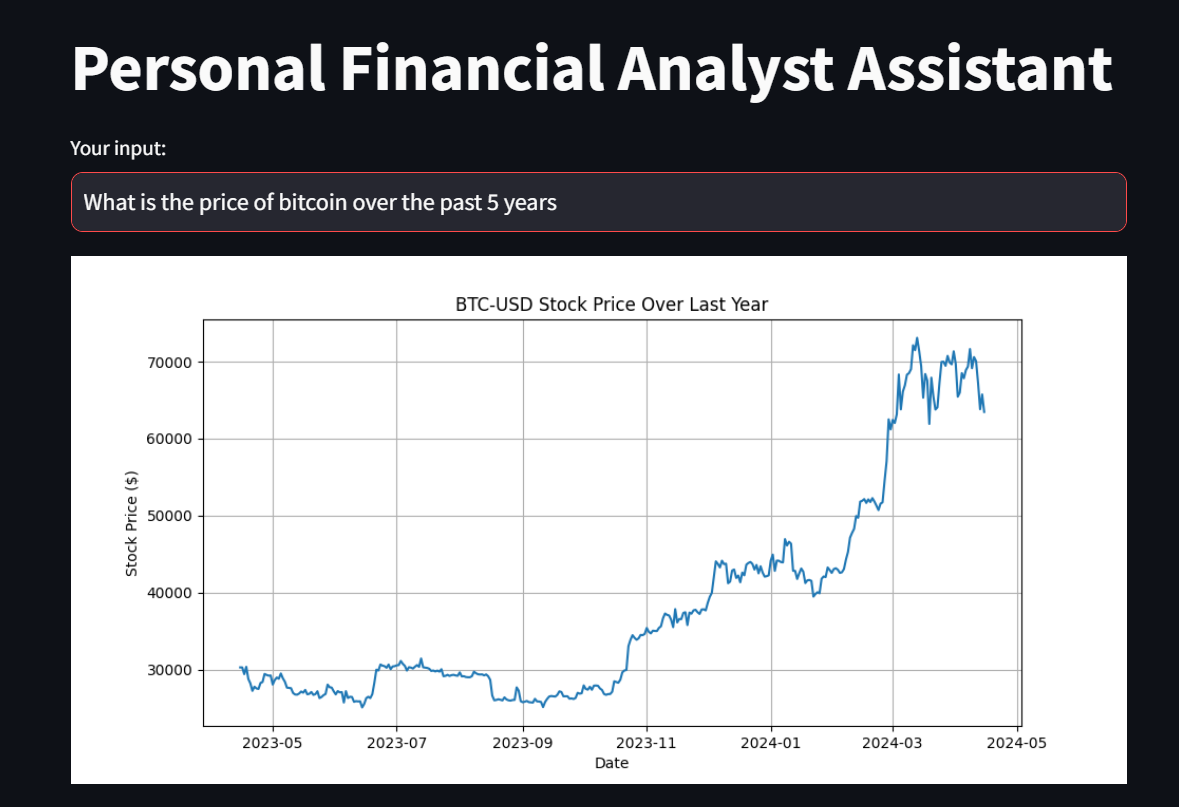 Personal Financial Analyst Assistant
Your input:
What is the price of bitcoin over the past 5 years
BTC-USD Stock Price Over Last Year
Stock Price ($)
70000
60000
50000
40000
30000
2023-05 2023-07 2023-09 2023-11 2024-01 2024-03 2024-05
Date